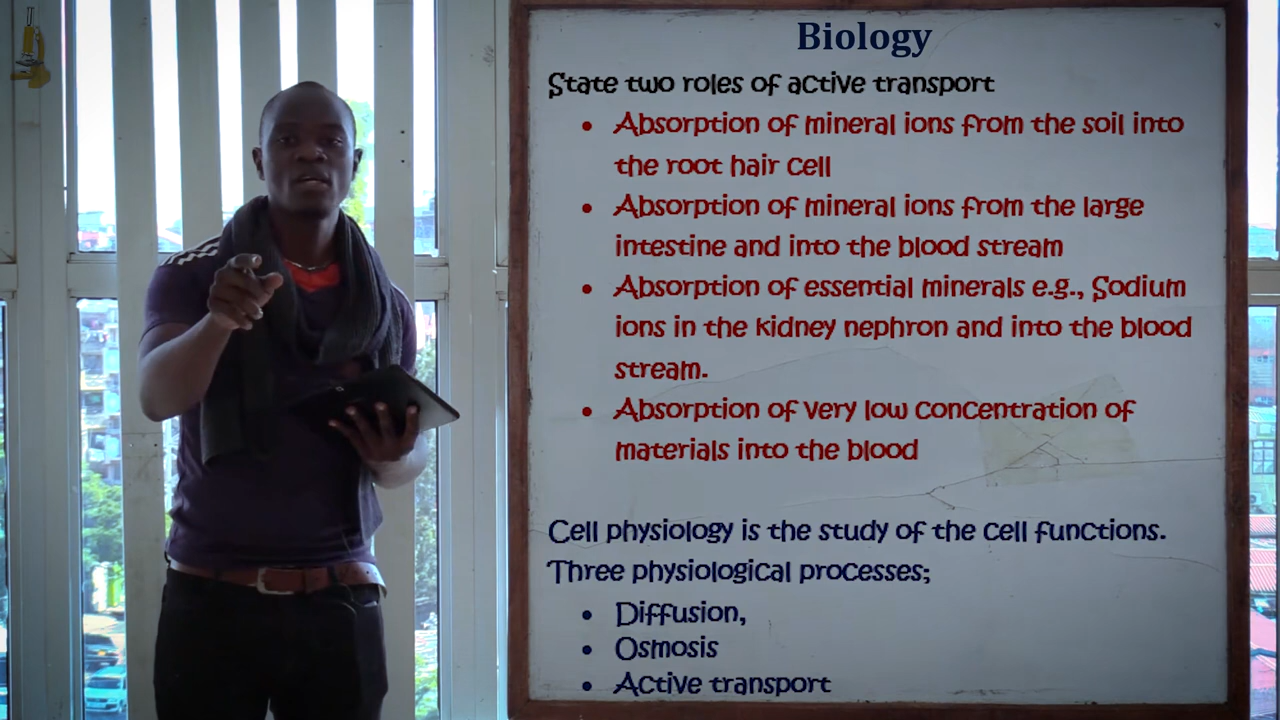 Biology
State two roles of active transport
• Absorption of mineral ions from the soil into
the root hair cell
• Absorption of mineral ions from the large
intestine and into the blood stream
• Absorption of essential minerals e.g., Sodium
ions in the kidney nephron and into the blood
stream.
• Absorption of very low concentration of
materials into the blood
Cell physiology is the study of the cell functions.
Three physiological processes;
• Diffusion,
• Osmosis
• Active transport